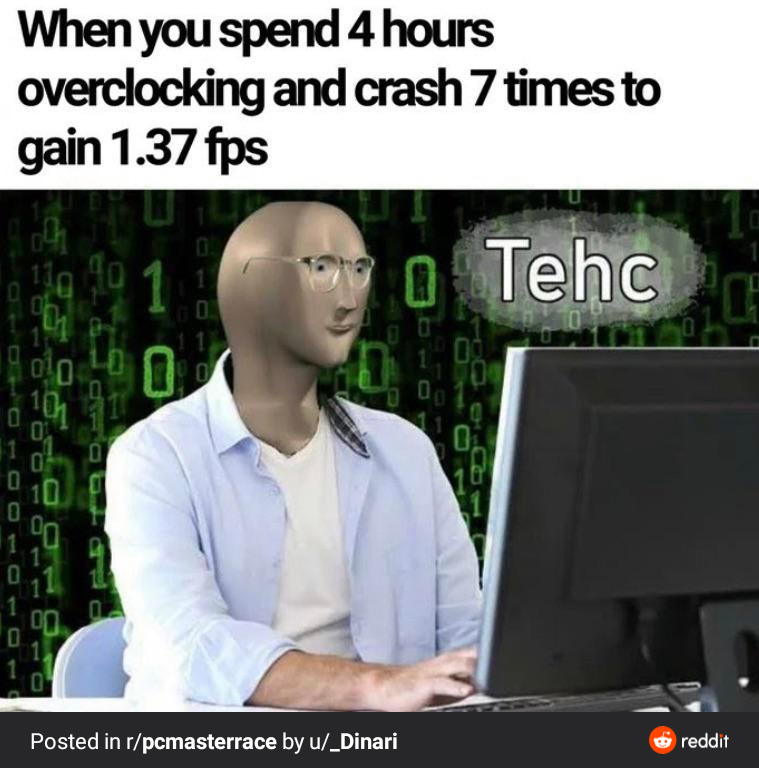 When you spend 4 hours
overclocking and crash 7 times to
gain 1.37 fps
Tehc
Posted in r/pcmasterrace by u/_Dinari
reddit